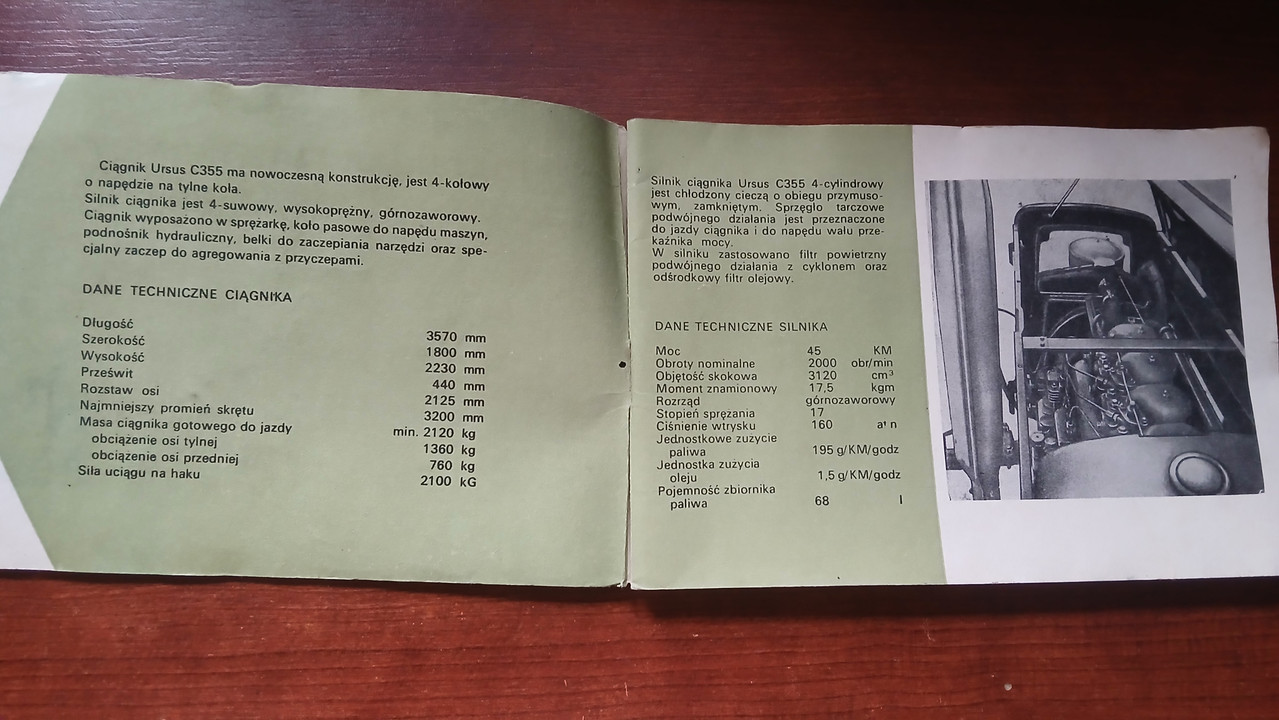 Ciągnik Ursus C355 ma nowoczesną konstrukcję, jest 4-kołowy
o napędzie na tylne koła.
Silnik ciągnika jest 4-suwowy, wysokoprężny, górnozaworowy.
Ciągnik wyposażono w sprężarkę, koło pasowe do napędu maszyn,
podnośnik hydrauliczny, belki do zaczepiania narzędzi oraz spe-
cjalny zaczep do agregowania z przyczepami.
DANE TECHNICZNE CIĄGNIKA
Długość 3570 mm
Szerokość 1800 mm
Wysokość 2230 mm
Prześwit 440 mm
Rozstaw osi 2125 mm
Najmniejszy promień skrętu 3200 mm
Masa ciągnika gotowego do jazdy min. 2120 kg
obciążenie osi tylnej 1360 kg
obciążenie osi przedniej 760 kg
Siła uciągu na haku 2100 kG
Silnik ciągnika Ursus C355 4-cylindrowy
jest chłodzony cieczą o obiegu przymuso-
wym, zamkniętym. Sprzęgło tarczowe
podwójnego działania jest przeznaczone
do jazdy ciągnika i do napędu wału prze-
kaźnika mocy.
W silniku zastosowano filtr powietrzny
podwójnego działania z cyklonem oraz
odśrodkowy filtr olejowy.
DANE TECHNICZNE SILNIKA
Moc 45 KM
Obroty nominalne 2000 obr/min
Objętość skokowa 3120 cm³
Moment znamionowy 17,5 kgm
Rozrząd górnozaworowy
Stopień sprężania 17
Ciśnienie wtrysku 160 atn
Jednostkowe zużycie
paliwa 195 g/KM/godz
Jednostka zużycia
oleju 1,5 g/KM/godz
Pojemność zbiornika
paliwa 68 l